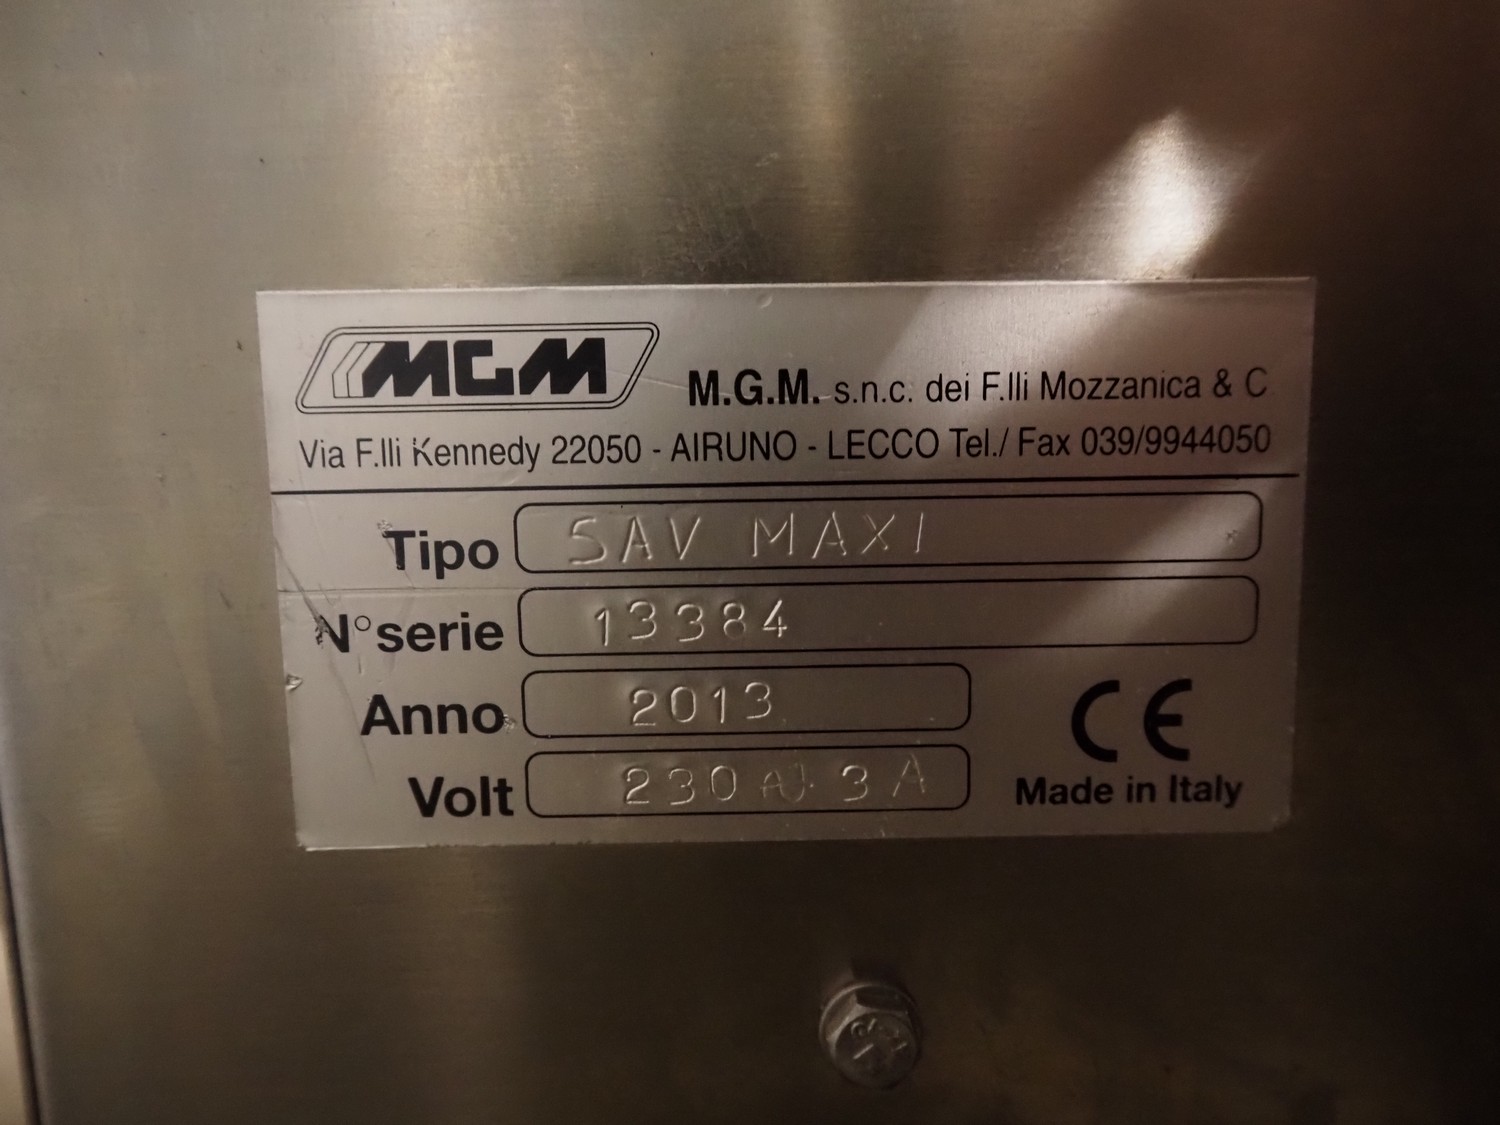 MGM
M.G.M. s.n.c. dei F.lli Mozzanica & C
Via F.lli Kennedy 22050 - AIRUNO - LECCO Tel./ Fax 039/9944050
Tipo SAV MAXI
N° serie 13384
Anno 2013
Volt 230 3A
CE
Made in Italy